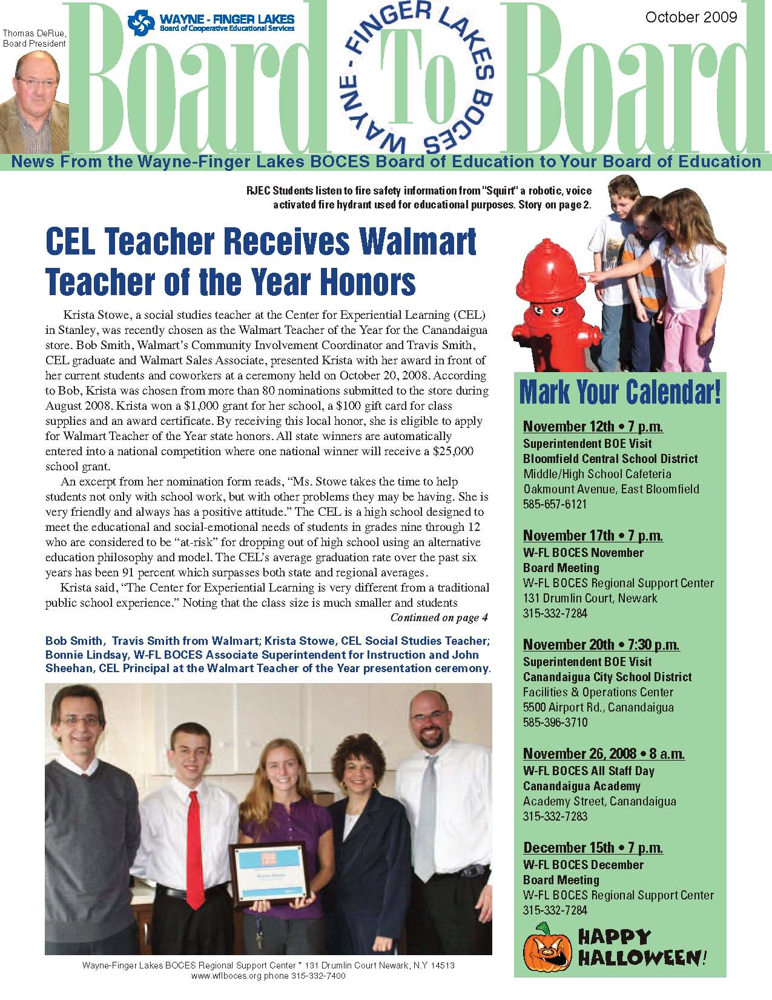 October 2009
WAYNE - FINGER LAKES
Board of Cooperative Educational Services
Thomas DeRue,
Board President
Board To Board
WAYNE - FINGER LAKES BOCES
News From the Wayne-Finger Lakes BOCES Board of Education to Your Board of Education
RJEC Students listen to fire safety information from "Squirt" a robotic, voice
activated fire hydrant used for educational purposes. Story on page 2.
CEL Teacher Receives Walmart
Teacher of the Year Honors
Krista Stowe, a social studies teacher at the Center for Experiential Learning (CEL)
in Stanley, was recently chosen as the Walmart Teacher of the Year for the Canandaigua
store. Bob Smith, Walmart’s Community Involvement Coordinator and Travis Smith,
CEL graduate and Walmart Sales Associate, presented Krista with her award in front of
her current students and coworkers at a ceremony held on October 20, 2008. According
to Bob, Krista was chosen from more than 80 nominations submitted to the store during
August 2008. Krista won a $1,000 grant for her school, a $100 gift card for class
supplies and an award certificate. By receiving this local honor, she is eligible to apply
for Walmart Teacher of the Year state honors. All state winners are automatically
entered into a national competition where one national winner will receive a $25,000
school grant.
An excerpt from her nomination form reads, “Ms. Stowe takes the time to help
students not only with school work, but with other problems they may be having. She is
very friendly and always has a positive attitude.” The CEL is a high school designed to
meet the educational and social-emotional needs of students in grades nine through 12
who are considered to be “at-risk” for dropping out of high school using an alternative
education philosophy and model. The CEL’s average graduation rate over the past six
years has been 91 percent which surpasses both state and regional averages.
Krista said, “The Center for Experiential Learning is very different from a traditional
public school experience.” Noting that the class size is much smaller and students
Continued on page 4
Bob Smith, Travis Smith from Walmart; Krista Stowe, CEL Social Studies Teacher;
Bonnie Lindsay, W-FL BOCES Associate Superintendent for Instruction and John
Sheehan, CEL Principal at the Walmart Teacher of the Year presentation ceremony.
Wayne-Finger Lakes BOCES Regional Support Center * 131 Drumlin Court Newark, N.Y 14513
www.wflboces.org phone 315-332-7400
Mark Your Calendar!
November 12th • 7 p.m.
Superintendent BOE Visit
Bloomfield Central School District
Middle/High School Cafeteria
Oakmount Avenue, East Bloomfield
585-657-6121
November 17th • 7 p.m.
W-FL BOCES November
Board Meeting
W-FL BOCES Regional Support Center
131 Drumlin Court, Newark
315-332-7284
November 20th • 7:30 p.m.
Superintendent BOE Visit
Canandaigua City School District
Facilities & Operations Center
5500 Airport Rd., Canandaigua
585-396-3710
November 26, 2008 • 8 a.m.
W-FL BOCES All Staff Day
Canandaigua Academy
Academy Street, Canandaigua
315-332-7283
December 15th • 7 p.m.
W-FL BOCES December
Board Meeting
W-FL BOCES Regional Support Center
315-332-7284
HAPPY
HALLOWEEN!